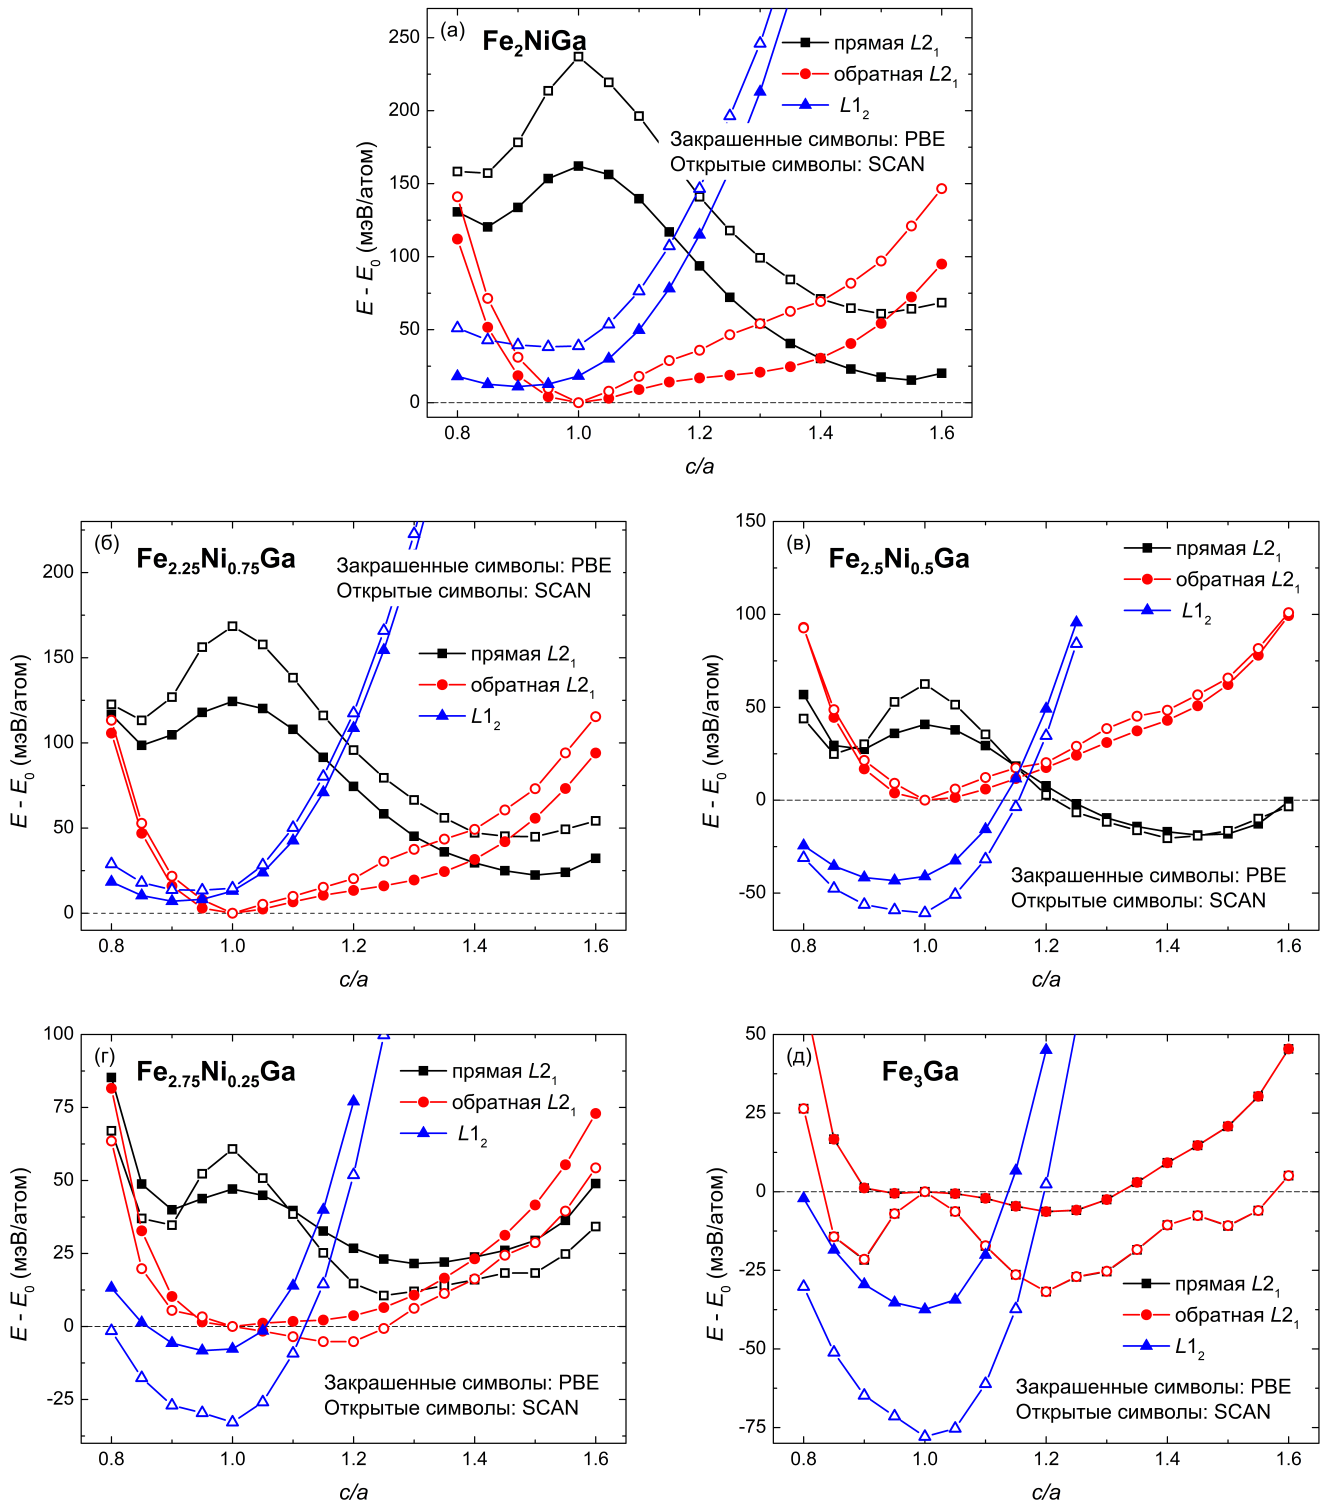 (а)
Fe2NiGa
прямая L21
обратная L21
L12
Закрашенные символы: PBE
Открытые символы: SCAN
250
200
150
100
50
0
E - E0 (мэВ/атом)
0.8 1.0 1.2 1.4 1.6
c/a
(б)
Fe2.25Ni0.75Ga
Закрашенные символы: PBE
Открытые символы: SCAN
прямая L21
обратная L21
L12
200
150
100
50
0
E - E0 (мэВ/атом)
0.8 1.0 1.2 1.4 1.6
c/a
(в)
Fe2.5Ni0.5Ga
прямая L21
обратная L21
L12
Закрашенные символы: PBE
Открытые символы: SCAN
150
100
50
0
-50
E - E0 (мэВ/атом)
0.8 1.0 1.2 1.4 1.6
c/a
(г)
Fe2.75Ni0.25Ga
прямая L21
обратная L21
L12
Закрашенные символы: PBE
Открытые символы: SCAN
100
75
50
25
0
-25
E - E0 (мэВ/атом)
0.8 1.0 1.2 1.4 1.6
c/a
(д)
Fe3Ga
прямая L21
обратная L21
L12
Закрашенные символы: PBE
Открытые символы: SCAN
50
25
0
-25
-50
-75
E - E0 (мэВ/атом)
0.8 1.0 1.2 1.4 1.6
c/a